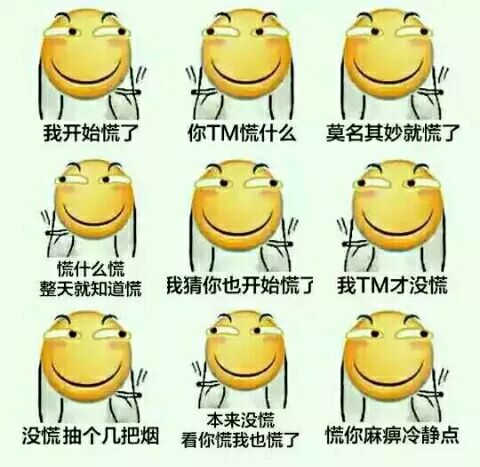 我开始慌了
你TM慌什么
莫名其妙就慌了
慌什么慌
整天就知道慌
我猜你也开始慌了
我TM才没慌
没慌 抽个几把烟
本来没慌
看你慌我也慌了
慌你麻痹冷静点